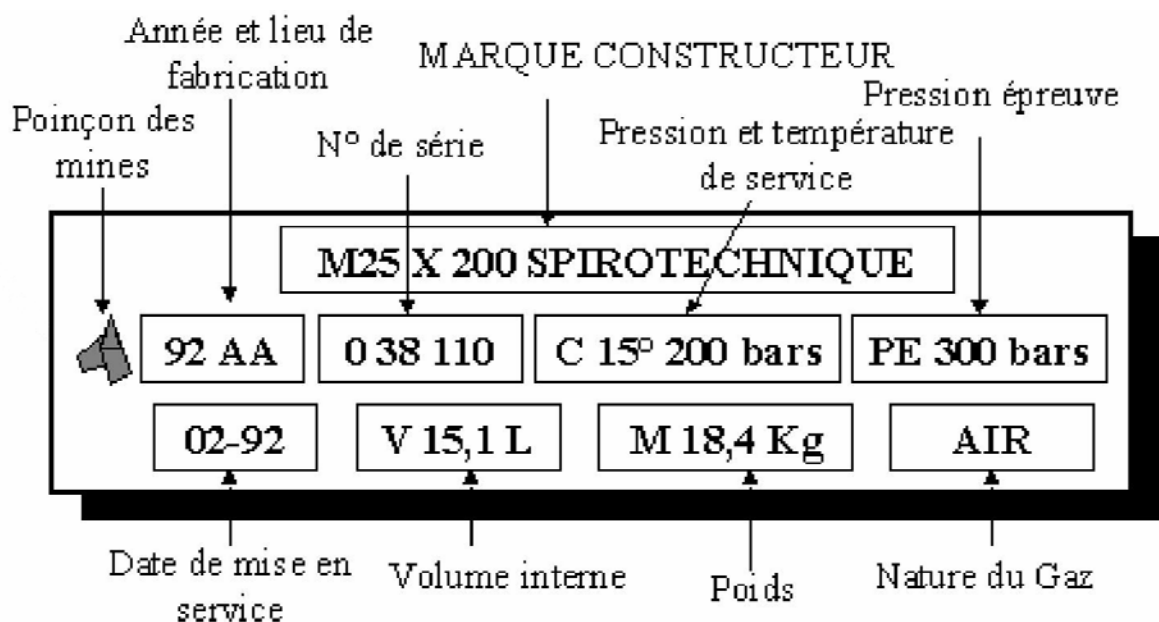 Année et lieu de
fabrication
MARQUE CONSTRUCTEUR
Pression épreuve
Poinçon des
mines
Nº de série
Pression et température
de service
M25 X 200 SPIROTECHNIQUE
92 AA
0 38 110
C 15º 200 bars
PE 300 bars
02-92
V 15,1 L
M 18,4 Kg
AIR
Date de mise en
service
Volume interne
Poids
Nature du Gaz